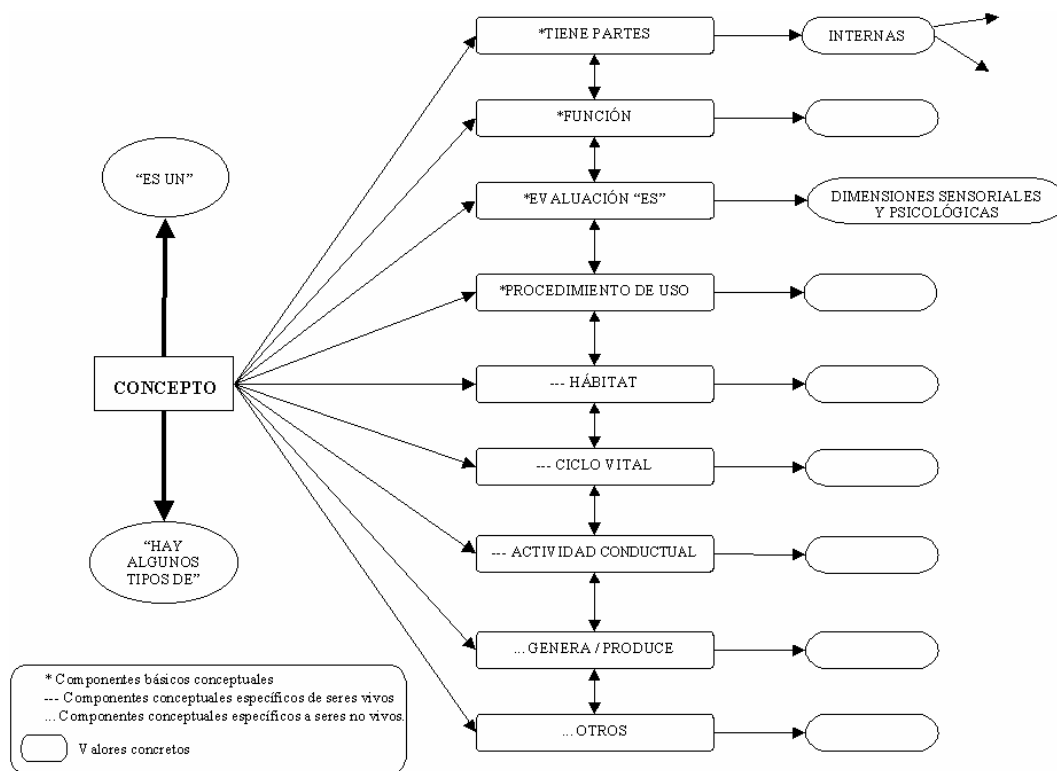 *TIENE PARTES
INTERNAS
*FUNCIÓN
"ES UN"
*EVALUACIÓN "ES"
DIMENSIONES SENSORIALES
Y PSICOLÓGICAS
*PROCEDIMIENTO DE USO
CONCEPTO
--- HÁBITAT
--- CICLO VITAL
"HAY
ALGUNOS
TIPOS DE"
--- ACTIVIDAD CONDUCTUAL
... GENERA / PRODUCE
... OTROS
* Componentes básicos conceptuales
--- Componentes conceptuales específicos de seres vivos
... Componentes conceptuales específicos a seres no vivos.
Valores concretos